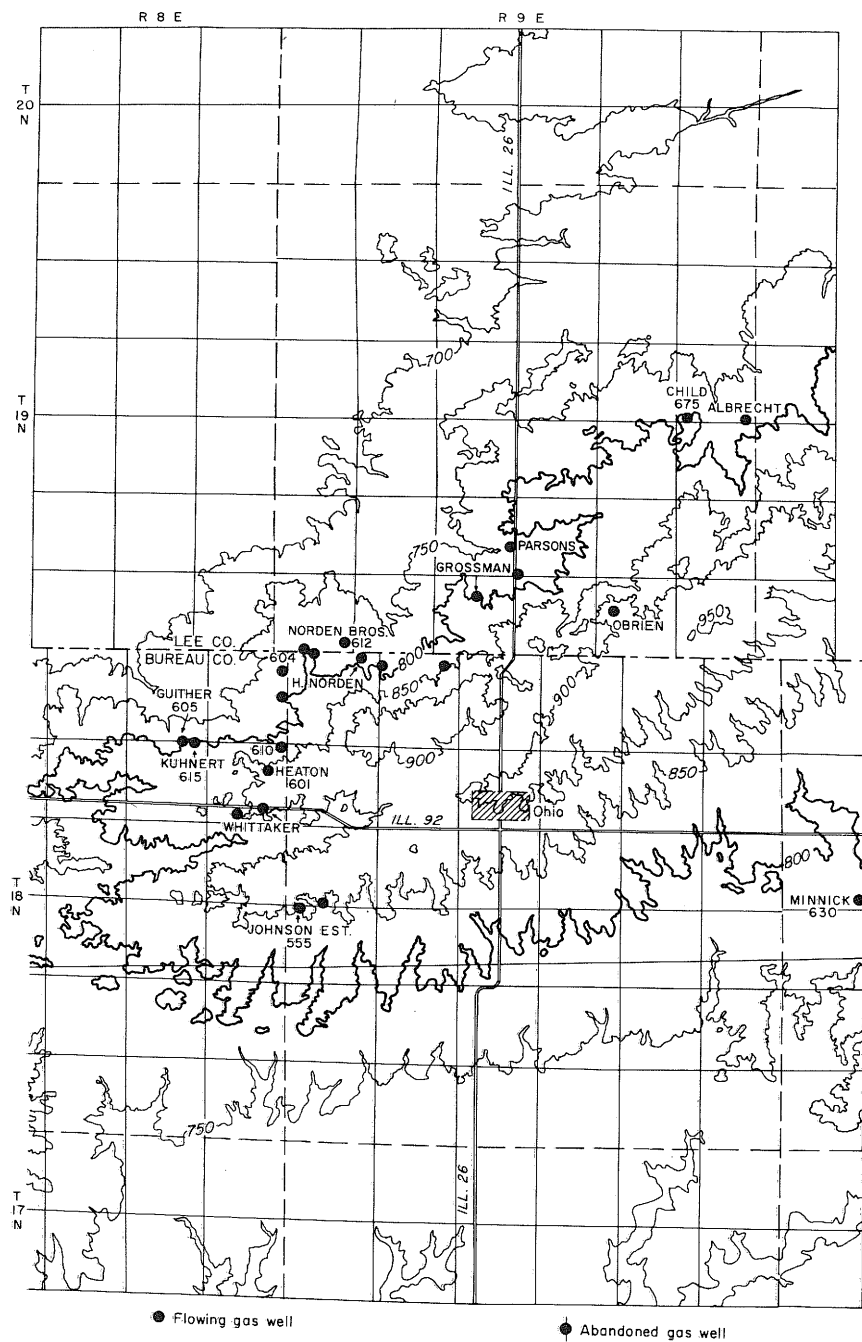 R 8 E
R 9 E
T
20
N
ILL. 26
700
T
19
N
CHILD
675
ALBRECHT
750
PARSONS
GROSSMAN
O'BRIEN
950
NORDEN BROS.
612
LEE CO.
BUREAU CO.
604
800
H. NORDEN
850
900
GUITHER
605
610
900
850
KUHNERT
615
HEATON
601
Ohio
WHITTAKER
ILL. 92
800
T
18
N
MINNICK
630
JOHNSON EST.
555
750
ILL. 26
T
17
N
Flowing gas well
Abandoned gas well